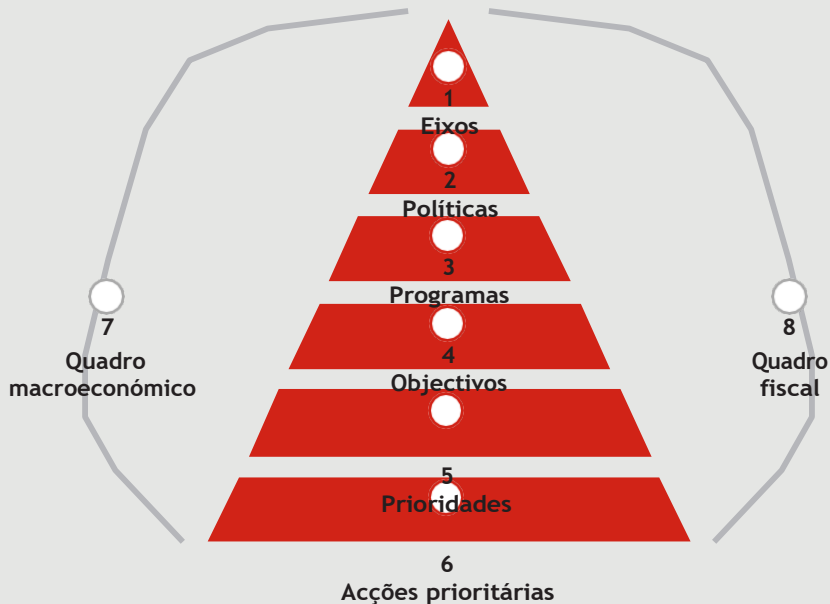 1
Eixos
2
Políticas
3
Programas
4
Objectivos
5
Prioridades
6
Acções prioritárias
7
Quadro
macroeconómico
8
Quadro
fiscal